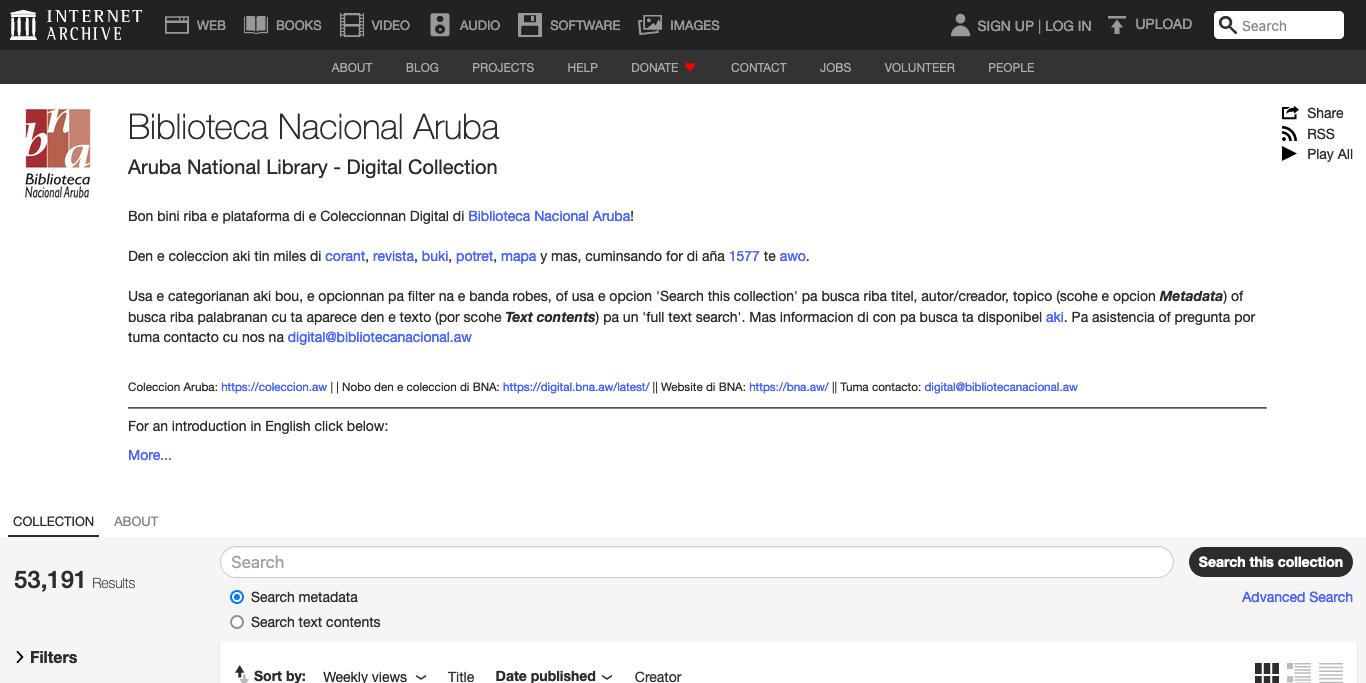 INTERNET ARCHIVE
WEB BOOKS VIDEO AUDIO SOFTWARE IMAGES SIGN UP | LOG IN UPLOAD Search
ABOUT BLOG PROJECTS HELP DONATE CONTACT JOBS VOLUNTEER PEOPLE
bna
Biblioteca
Nacional Aruba
Biblioteca Nacional Aruba
Aruba National Library - Digital Collection
Share
RSS
Play All
Bon bini riba e plataforma di e Coleccionnan Digital di Biblioteca Nacional Aruba!
Den e coleccion aki tin miles di corant, revista, buki, potret, mapa y mas, cuminsando for di aña 1577 te awo.
Usa e categorianan aki bou, e opcionnan pa filter na e banda robes, of usa e opcion 'Search this collection' pa busca riba titel, autor/creador, topico (scohe e opcion Metadata) of
busca riba palabranan cu ta aparece den e texto (por scohe Text contents) pa un 'full text search'. Mas informacion di con pa busca ta disponibel aki. Pa asistencia of pregunta por
tuma contacto cu nos na digital@bibliotecanacional.aw
Coleccion Aruba: https://coleccion.aw | | Nobo den e coleccion di BNA: https://digital.bna.aw/latest/ || Website di BNA: https://bna.aw/ || Tuma contacto: digital@bibliotecanacional.aw
For an introduction in English click below:
More...
COLLECTION ABOUT
53,191 Results
Search
Search this collection
Search metadata
Advanced Search
Search text contents
Filters
Sort by: Weekly views Title Date published Creator